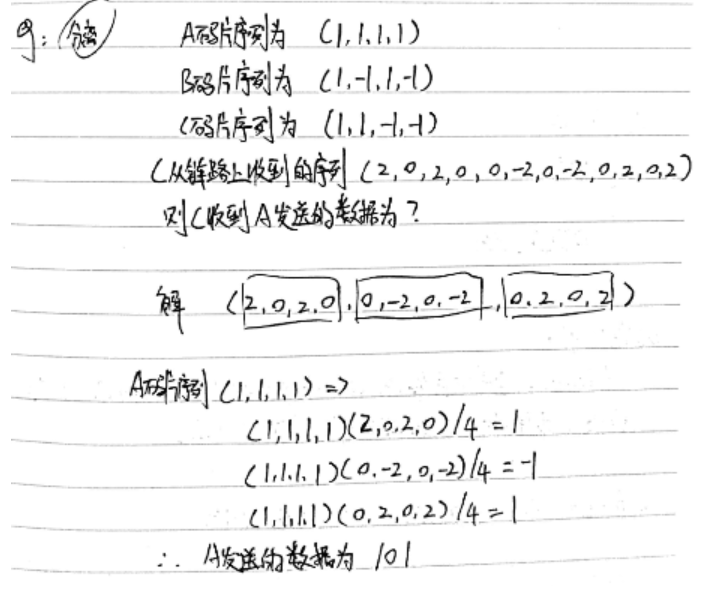 例: 分离 A码片序列为 (1,1,1,1)
B码片序列为 (1,-1,1,-1)
C码片序列为 (1,1,-1,-1)
C从链路上收到的序列 (2,0,2,0,0,-2,0,-2,0,2,0,2)
则C收到A发送的数据为?
解 (2,0,2,0,0,-2,0,-2,0,2,0,2)
A码片序列 (1,1,1,1) =>
(1,1,1,1)(2,0,2,0)/4=1
(1,1,1,1)(0,-2,0,-2)/4=-1
(1,1,1,1)(0,2,0,2)/4=1
∴ A发送的数据为 101